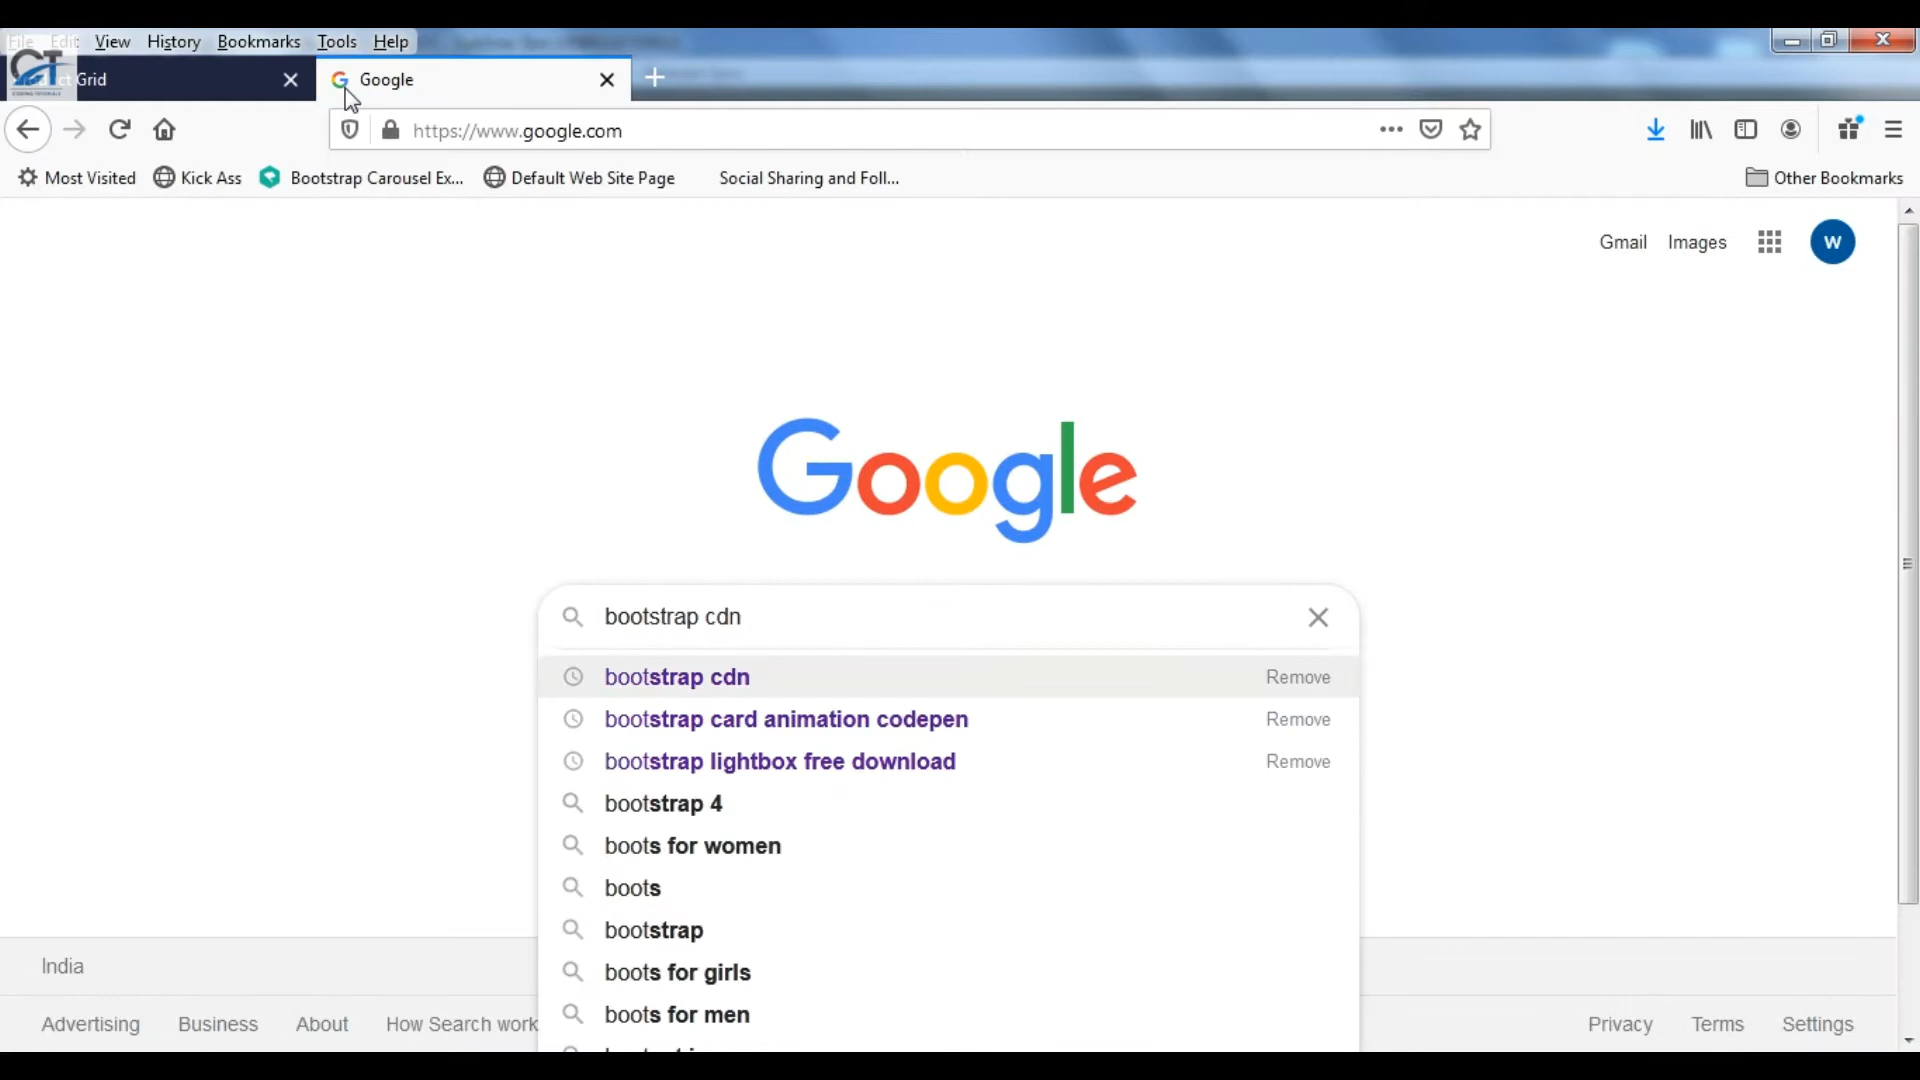 File Edit View History Bookmarks Tools Help
CT
Grid
Google
https://www.google.com
Most Visited Kick Ass Bootstrap Carousel Ex... Default Web Site Page Social Sharing and Foll... Other Bookmarks
Gmail Images W
Google
bootstrap cdn
bootstrap cdn Remove
bootstrap card animation codepen Remove
bootstrap lightbox free download Remove
bootstrap 4
boots for women
boots
bootstrap
boots for girls
boots for men
India
Advertising Business About How Search work
Privacy Terms Settings